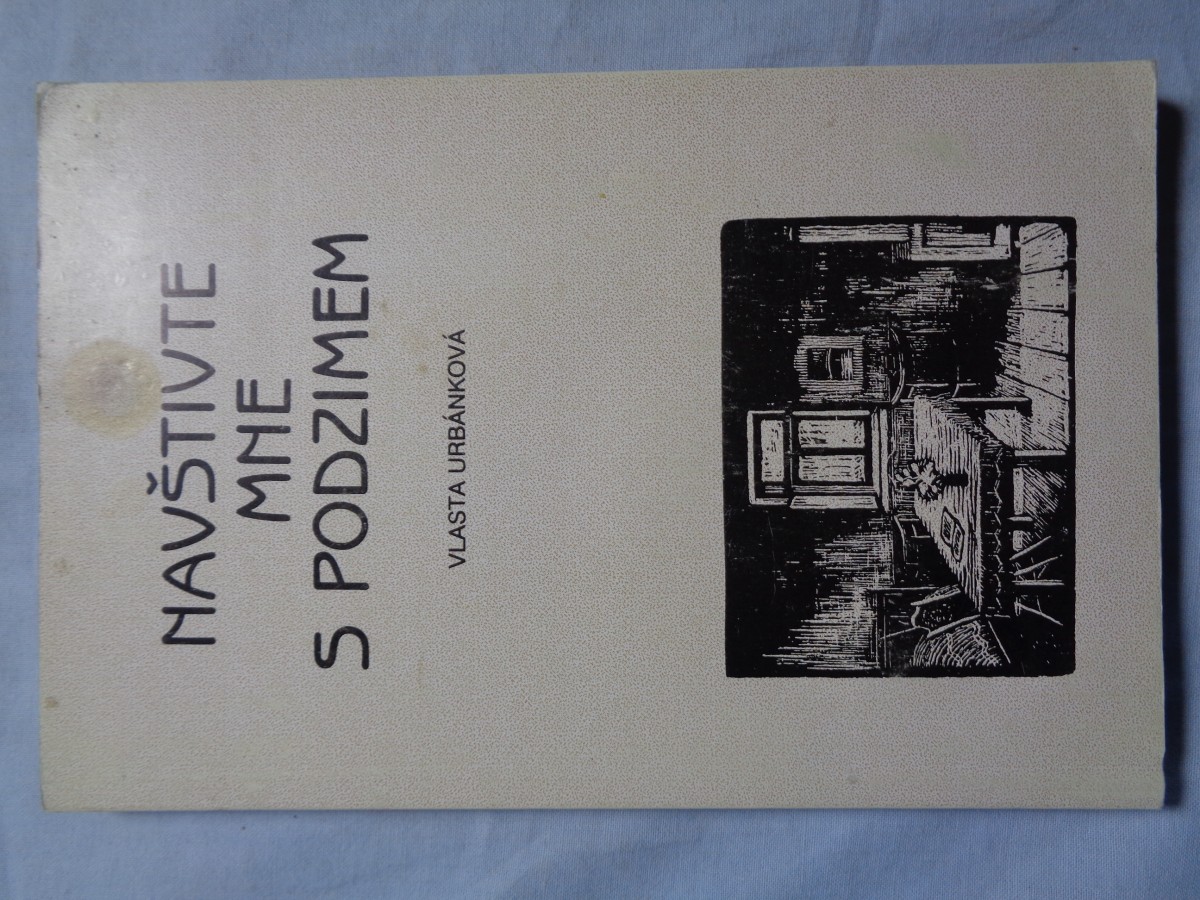 NAVŠTIVTE
MNE
S PODZIMEM
VLASTA URBÁNKOVÁ